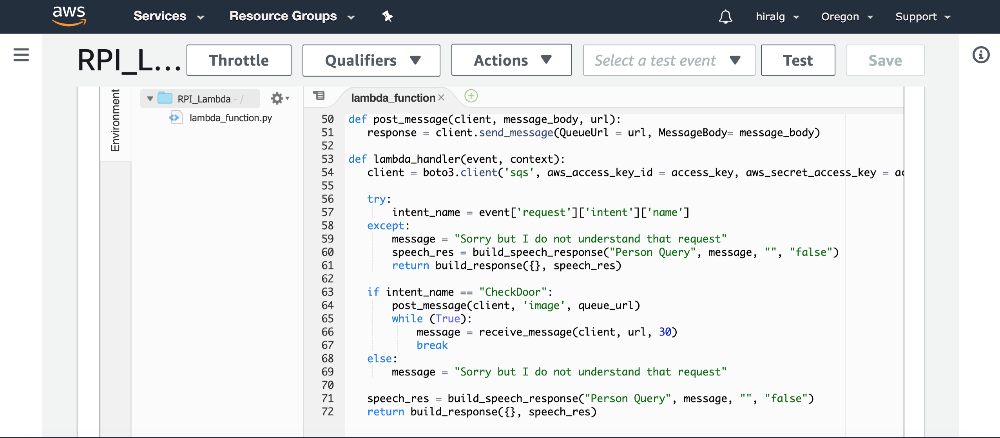 aws Services Resource Groups hiralg Oregon Support
RPI_L... Throttle Qualifiers Actions Select a test event Test Save
Environment
RPI_Lambda - /
lambda_function.py
lambda_function
50 def post_message(client, message_body, url):
51 response = client.send_message(QueueUrl = url, MessageBody= message_body)
52
53 def lambda_handler(event, context):
54 client = boto3.client('sqs', aws_access_key_id = access_key, aws_secret_access_key = ac
55
56 try:
57 intent_name = event['request']['intent']['name']
58 except:
59 message = "Sorry but I do not understand that request"
60 speech_res = build_speech_response("Person Query", message, "", "false")
61 return build_response({}, speech_res)
62
63 if intent_name == "CheckDoor":
64 post_message(client, 'image', queue_url)
65 while (True):
66 message = receive_message(client, url, 30)
67 break
68 else:
69 message = "Sorry but I do not understand that request"
70
71 speech_res = build_speech_response("Person Query", message, "", "false")
72 return build_response({}, speech_res)